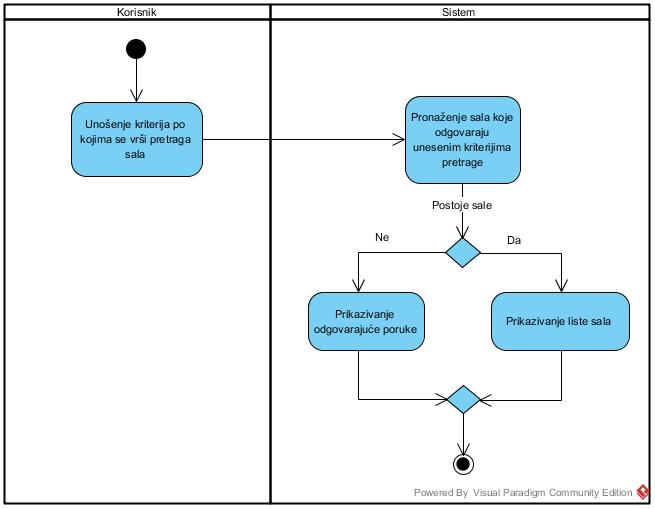 Korisnik
Sistem
Unošenje kriterija po
kojima se vrši pretraga
sala
Pronaženje sala koje
odgovaraju
unesenim kriterijima
pretrage
Postoje sale
Ne
Da
Prikazivanje
odgovarajuće poruke
Prikazivanje liste sala
Powered By Visual Paradigm Community Edition